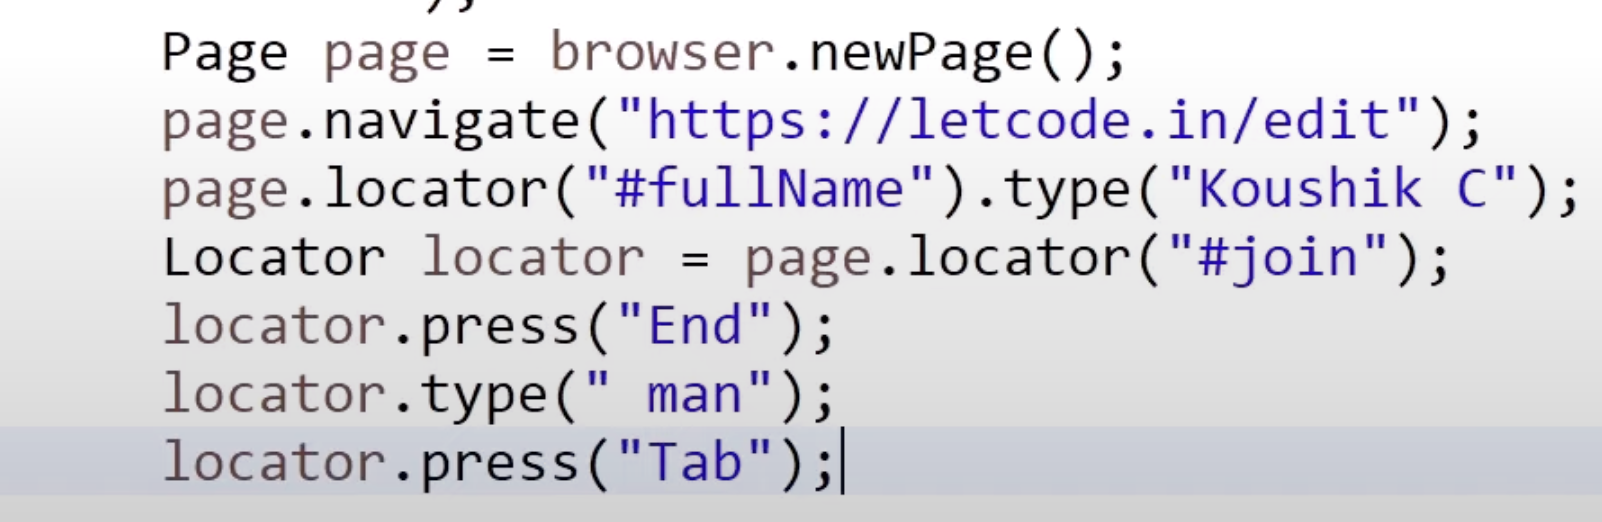 );
Page page = browser.newPage();
page.navigate("https://letcode.in/edit");
page.locator("#fullName").type("Koushik C");
Locator locator = page.locator("#join");
locator.press("End");
locator.type(" man");
locator.press("Tab");